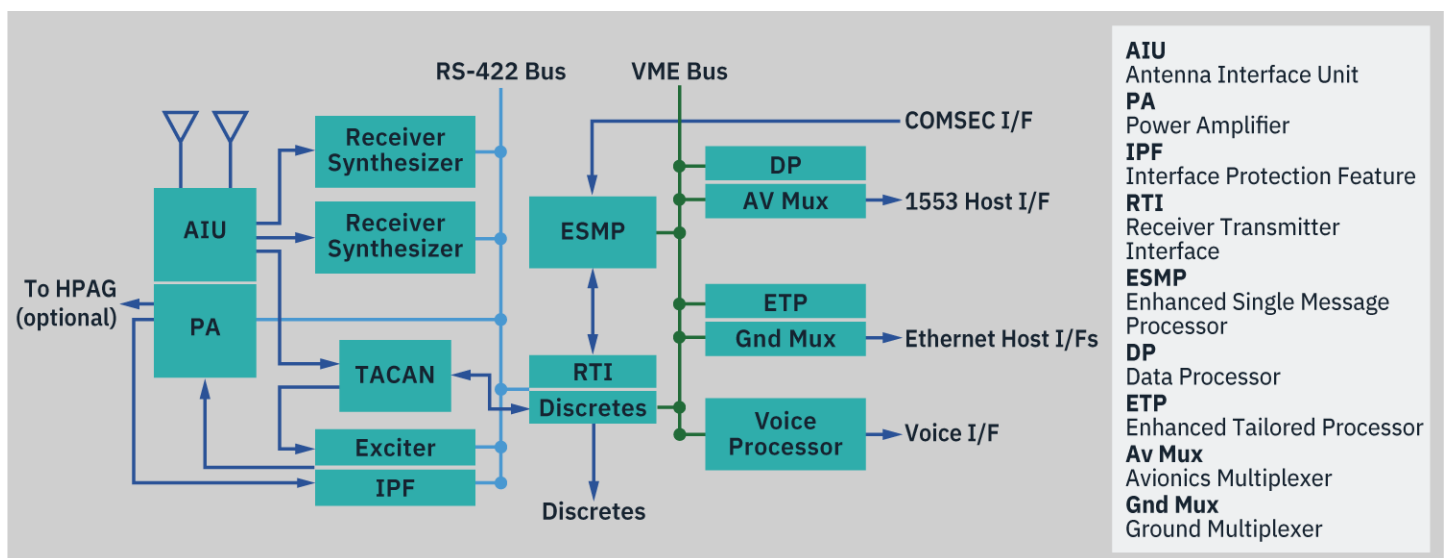 RS-422 Bus
VME Bus
COMSEC I/F
Receiver
Synthesizer
DP
AV Mux
1553 Host I/F
AIU
Receiver
Synthesizer
ESMP
To HPAG
(optional)
PA
ETP
Gnd Mux
Ethernet Host I/Fs
TACAN
RTI
Discretes
Voice
Processor
Voice I/F
Exciter
IPF
Discretes
AIU
Antenna Interface Unit
PA
Power Amplifier
IPF
Interface Protection Feature
RTI
Receiver Transmitter
Interface
ESMP
Enhanced Single Message
Processor
DP
Data Processor
ETP
Enhanced Tailored Processor
Av Mux
Avionics Multiplexer
Gnd Mux
Ground Multiplexer